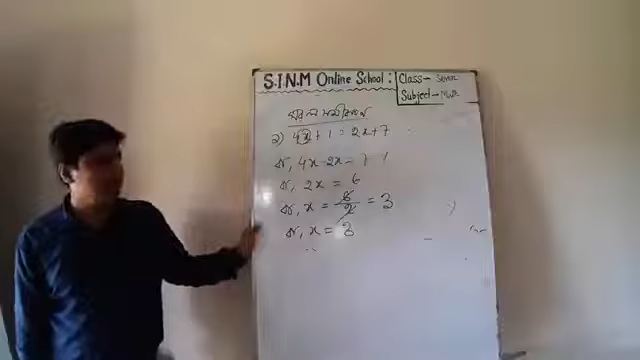 S.I.N.M Online School :
Class- Seven
Subject- Math
সরল সমীকরণ
২) 4x + 1 = 2x + 7
বা, 4x - 2x = 7 - 1
বা, 2x = 6
বা, x = 6/2 = 3
বা, x = 3